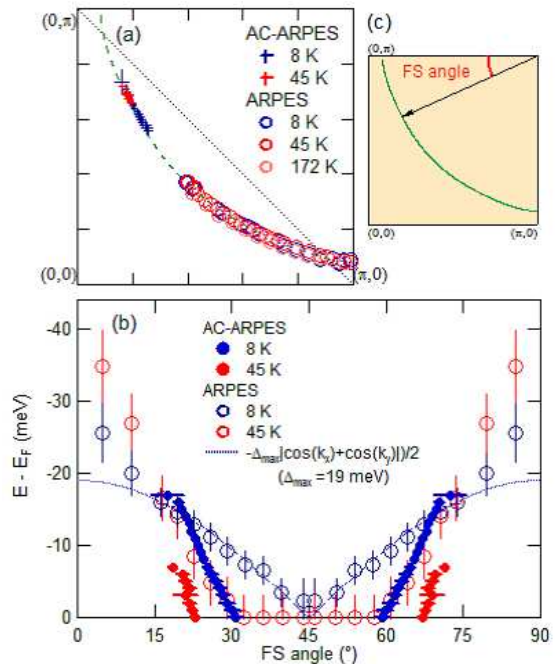 (0,π)
(a)
AC-ARPES
8 K
45 K
ARPES
8 K
45 K
172 K
(0,0)
π,0)
(c)
(0,π)
FS angle
(0,0)
(π,0)
(b)
AC-ARPES
8 K
45 K
ARPES
8 K
45 K
-Δmax|cos(kx)+cos(ky)|)/2
(Δmax =19 meV)
E - EF (meV)
-40
-30
-20
-10
0
0 15 30 45 60 75 90
FS angle (°)